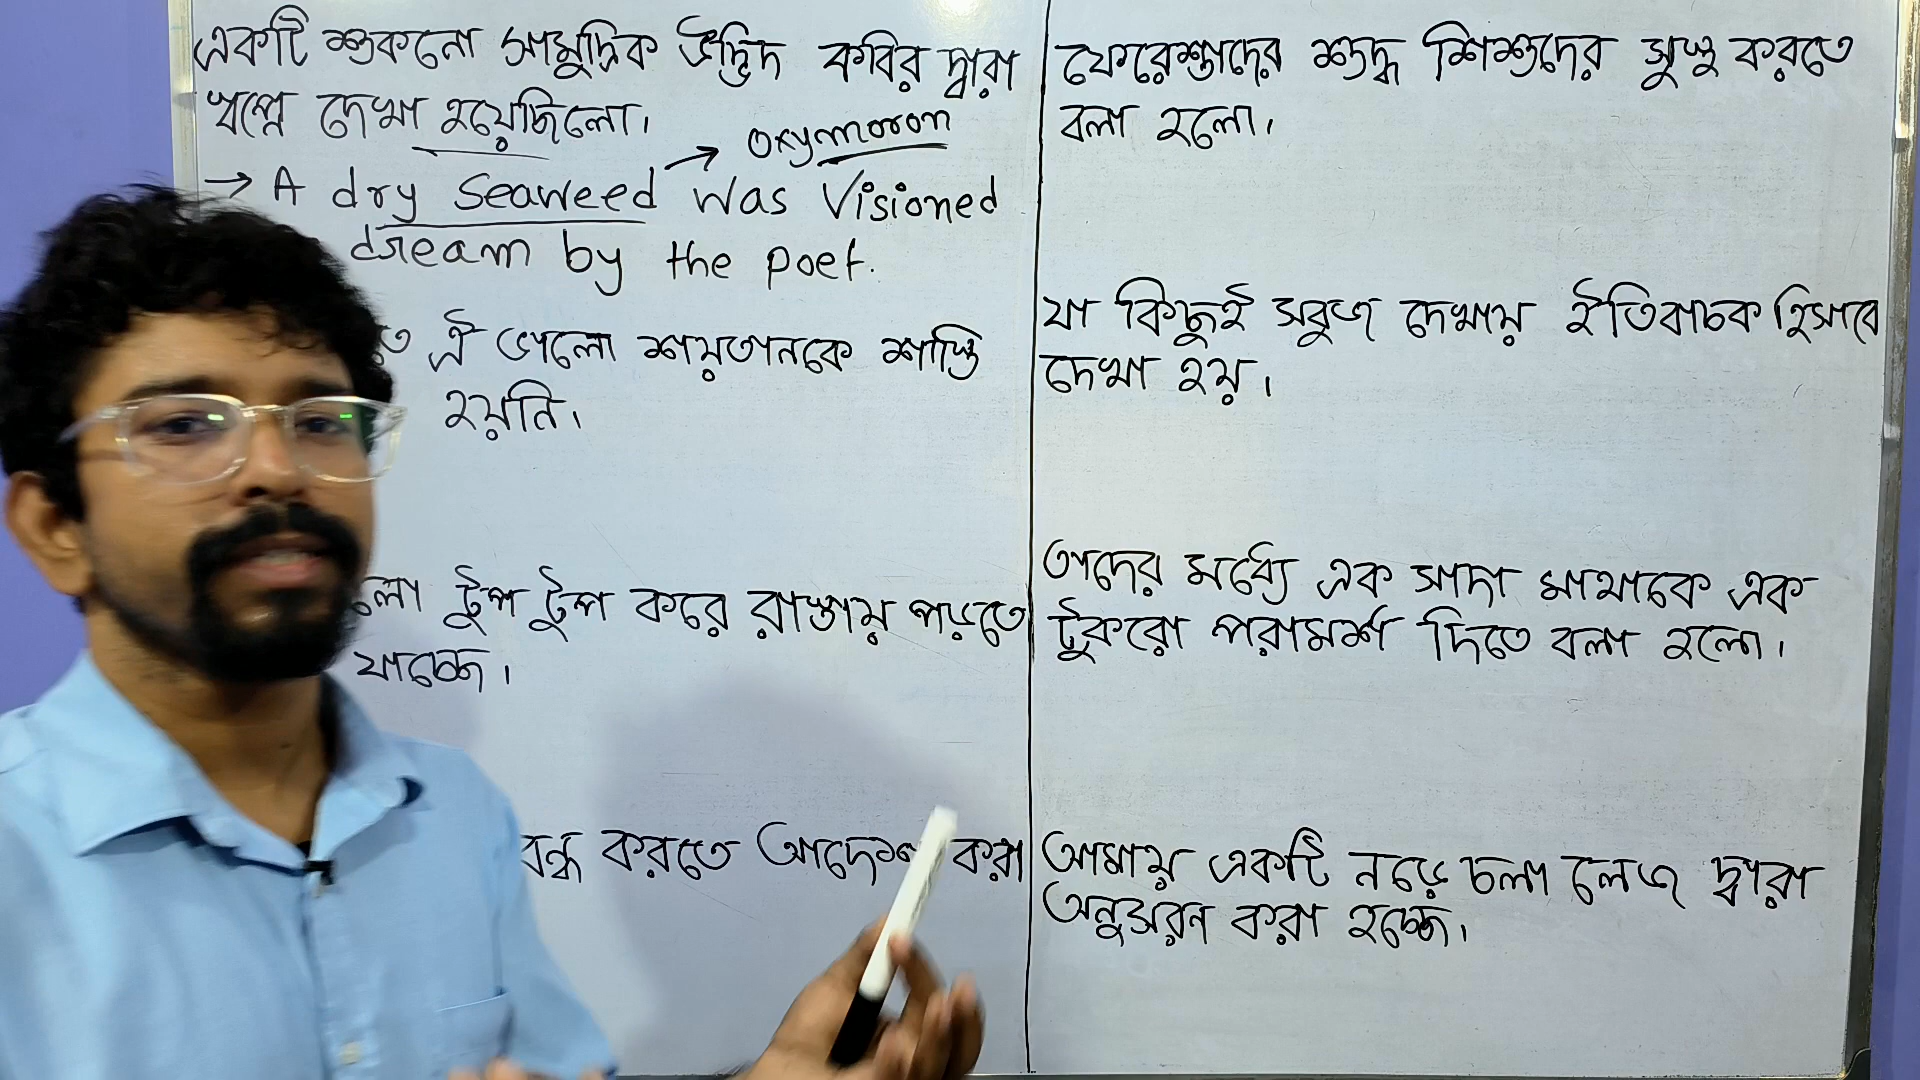 একটি শুকনো সামুদ্রিক উদ্ভিদ কবির দ্বারা
স্বপ্নে দেখা হয়েছিলো।
oxymoron
→ A dry Seaweed → Was Visioned
dream by the poet.
ঐ ভালো শয়তানকে শাস্তি
হয়নি।
টুপ টুপ করে রাস্তায় পড়তে
যাচ্ছে।
বন্ধ করতে আদেশ করা
ফেরেশ্তাদের শুদ্ধ শিশুদের সুস্থ করতে
বলা হলো।
যা কিছুই সবুজ দেখায় ইতিবাচক হিসাবে
দেখা হয়।
তাদের মধ্যে এক সাদা মাথাকে এক
টুকরো পরামর্শ দিতে বলা হলো।
আমায় একটি নড়ে চলা লেজ দ্বারা
অনুসরন করা হচ্ছে।